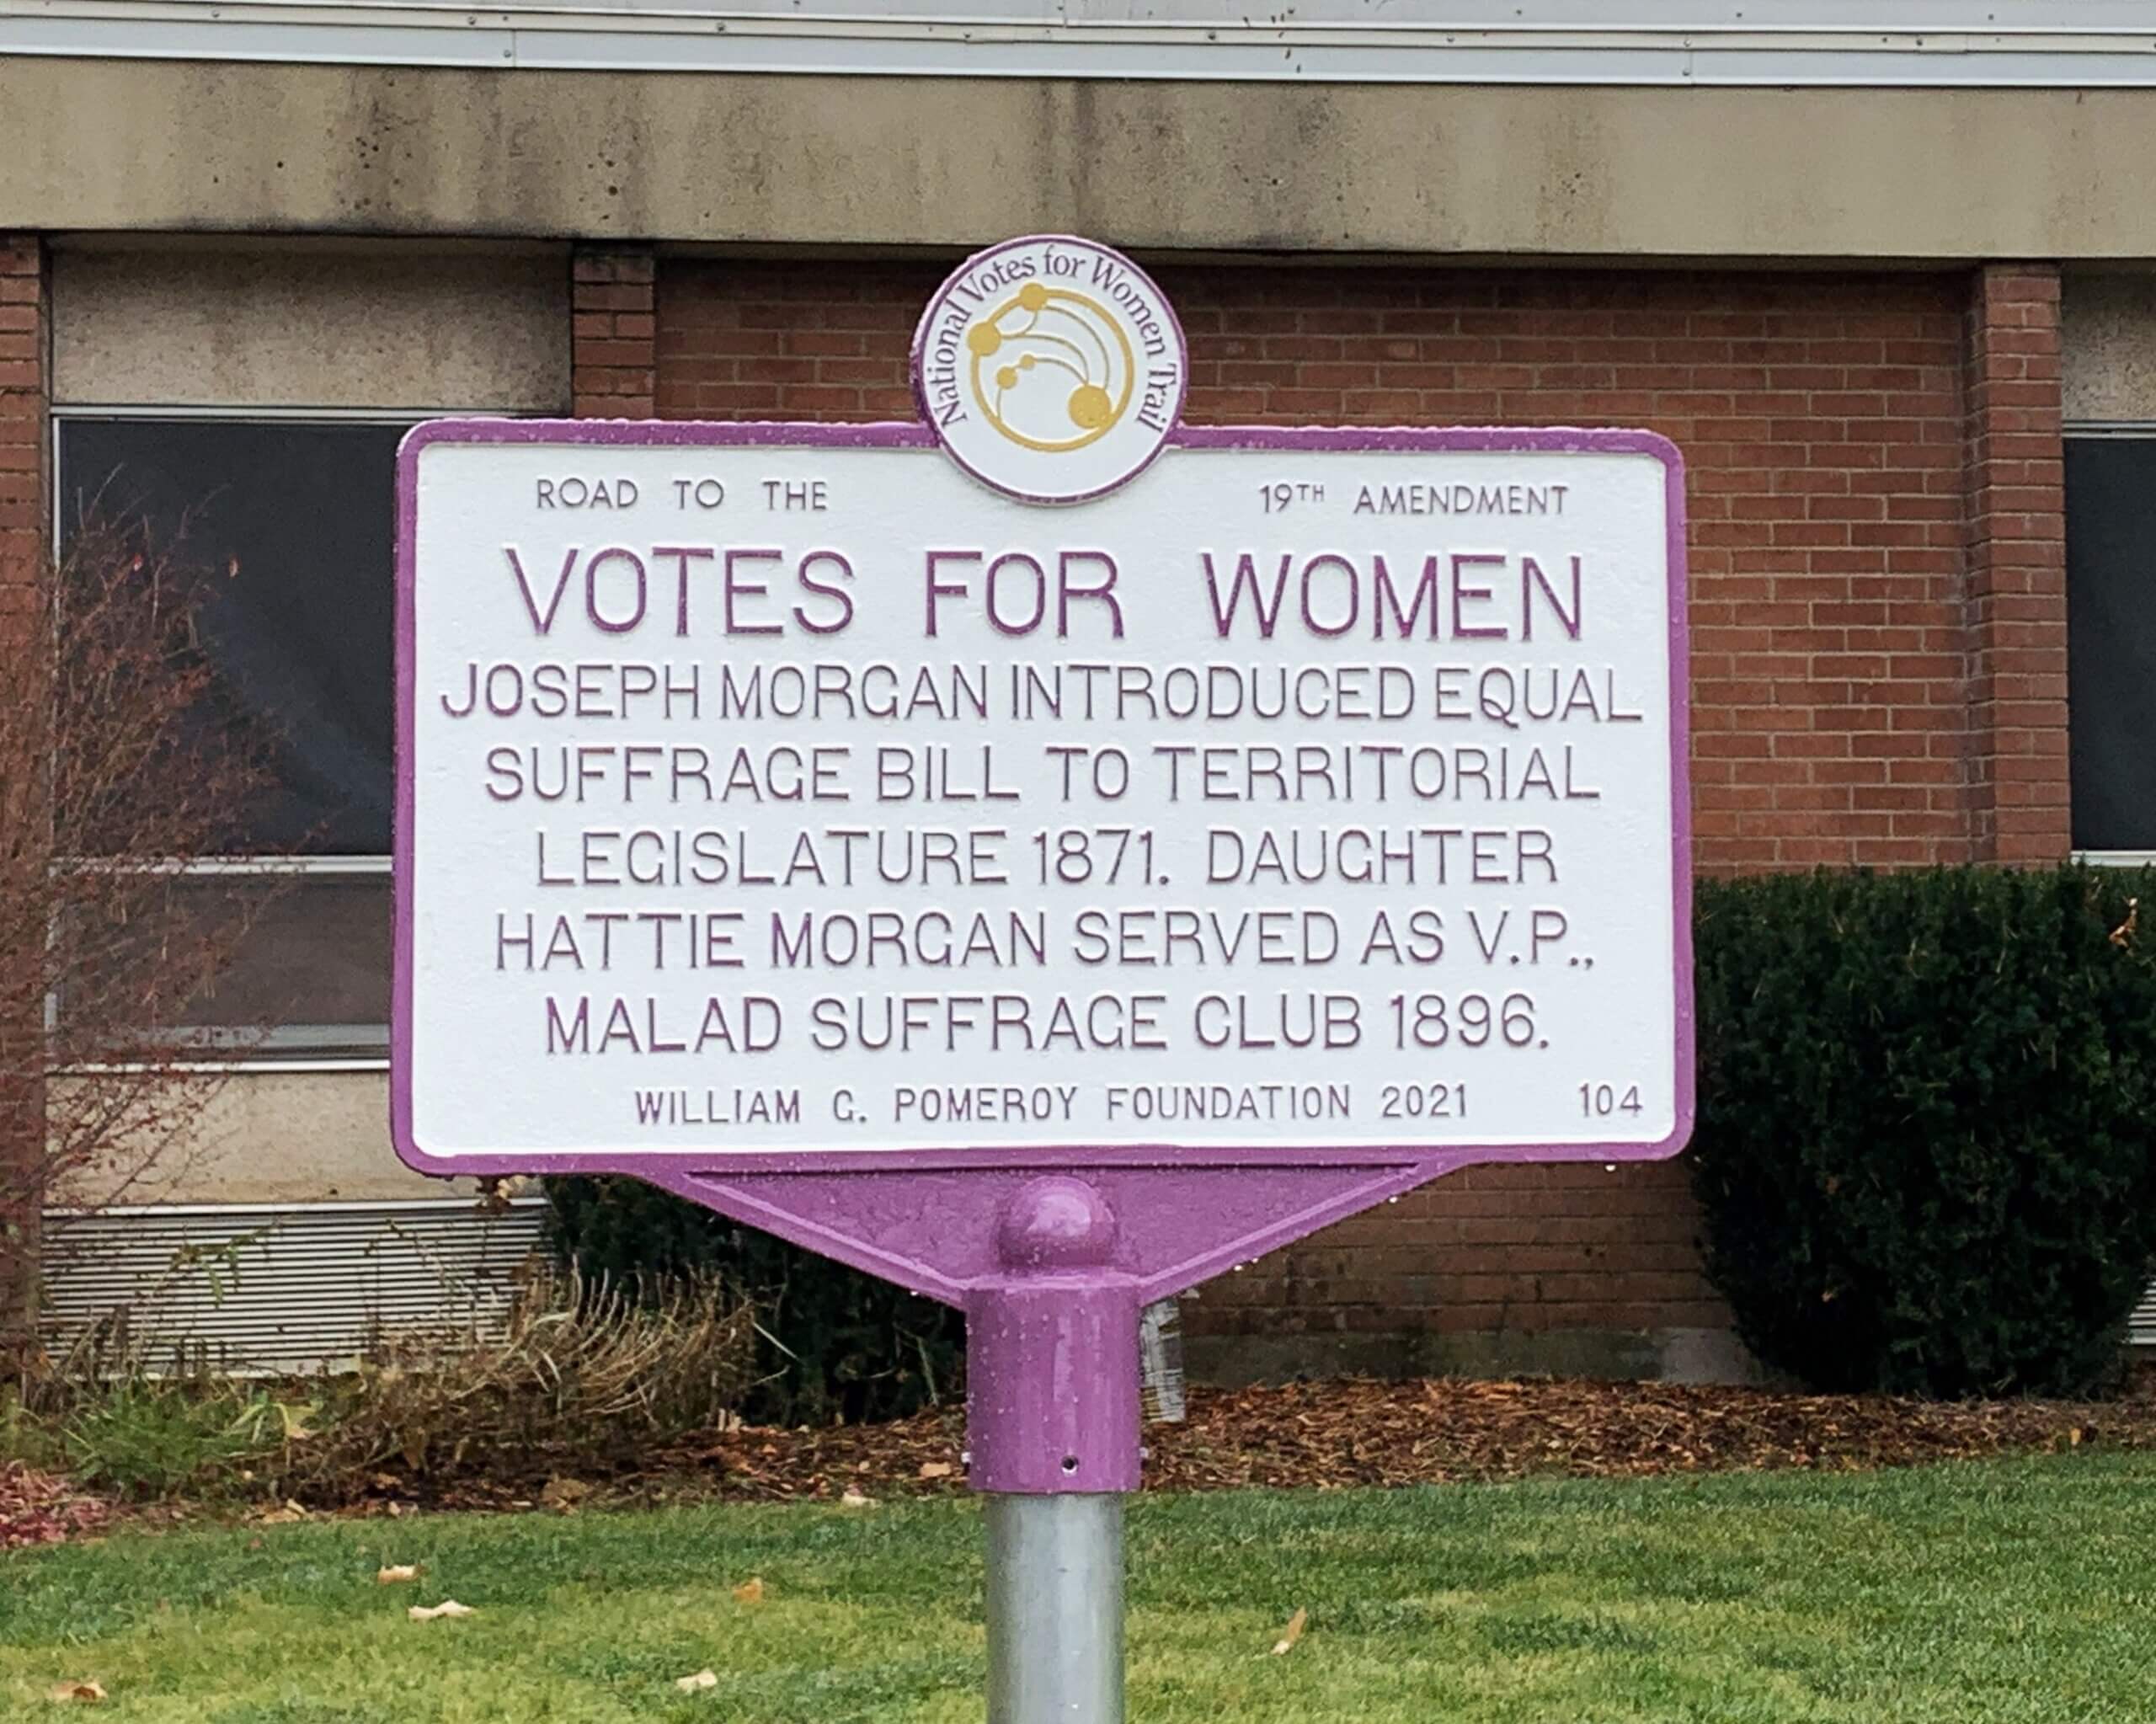 National Votes for Women Trail
ROAD TO THE 19TH AMENDMENT
VOTES FOR WOMEN
JOSEPH MORGAN INTRODUCED EQUAL
SUFFRAGE BILL TO TERRITORIAL
LEGISLATURE 1871. DAUGHTER
HATTIE MORGAN SERVED AS V.P.,
MALAD SUFFRAGE CLUB 1896.
WILLIAM G. POMEROY FOUNDATION 2021 104